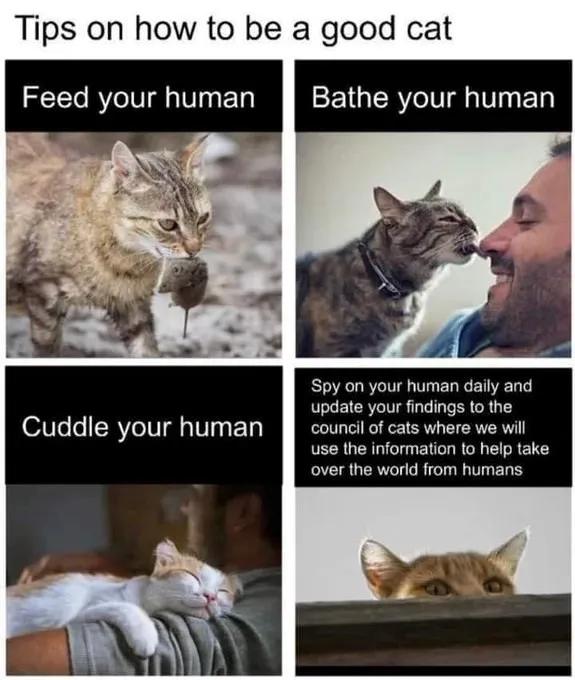 Tips on how to be a good cat
Feed your human
Bathe your human
Cuddle your human
Spy on your human daily and
update your findings to the
council of cats where we will
use the information to help take
over the world from humans